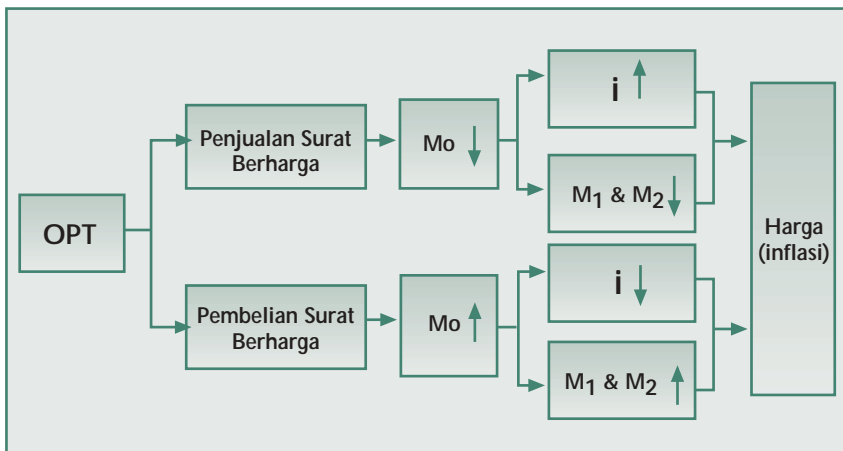 OPT
Penjualan Surat
Berharga
Mo ↓
i ↑
M₁ & M₂ ↓
Pembelian Surat
Berharga
Mo ↑
i ↓
M₁ & M₂ ↑
Harga
(inflasi)